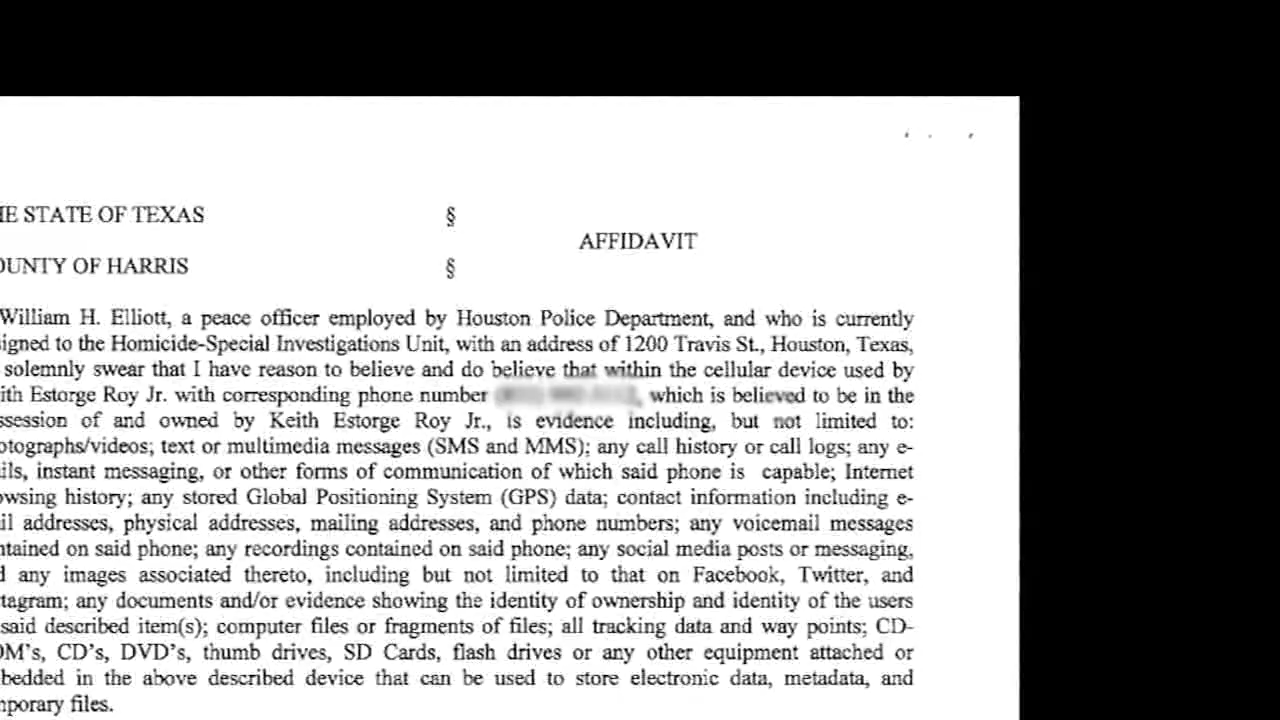 IE STATE OF TEXAS §
AFFIDAVIT
OUNTY OF HARRIS §
William H. Elliott, a peace officer employed by Houston Police Department, and who is currently
igned to the Homicide-Special Investigations Unit, with an address of 1200 Travis St., Houston, Texas,
solemnly swear that I have reason to believe and do believe that within the cellular device used by
ith Estorge Roy Jr. with corresponding phone number , which is believed to be in the
ssession of and owned by Keith Estorge Roy Jr., is evidence including, but not limited to:
otographs/videos; text or multimedia messages (SMS and MMS); any call history or call logs; any e-
ils, instant messaging, or other forms of communication of which said phone is capable; Internet
owsing history; any stored Global Positioning System (GPS) data; contact information including e-
il addresses, physical addresses, mailing addresses, and phone numbers; any voicemail messages
ntained on said phone; any recordings contained on said phone; any social media posts or messaging,
d any images associated thereto, including but not limited to that on Facebook, Twitter, and
tagram; any documents and/or evidence showing the identity of ownership and identity of the users
said described item(s); computer files or fragments of files; all tracking data and way points; CD-
OM's, CD's, DVD's, thumb drives, SD Cards, flash drives or any other equipment attached or
bedded in the above described device that can be used to store electronic data, metadata, and
nporary files.